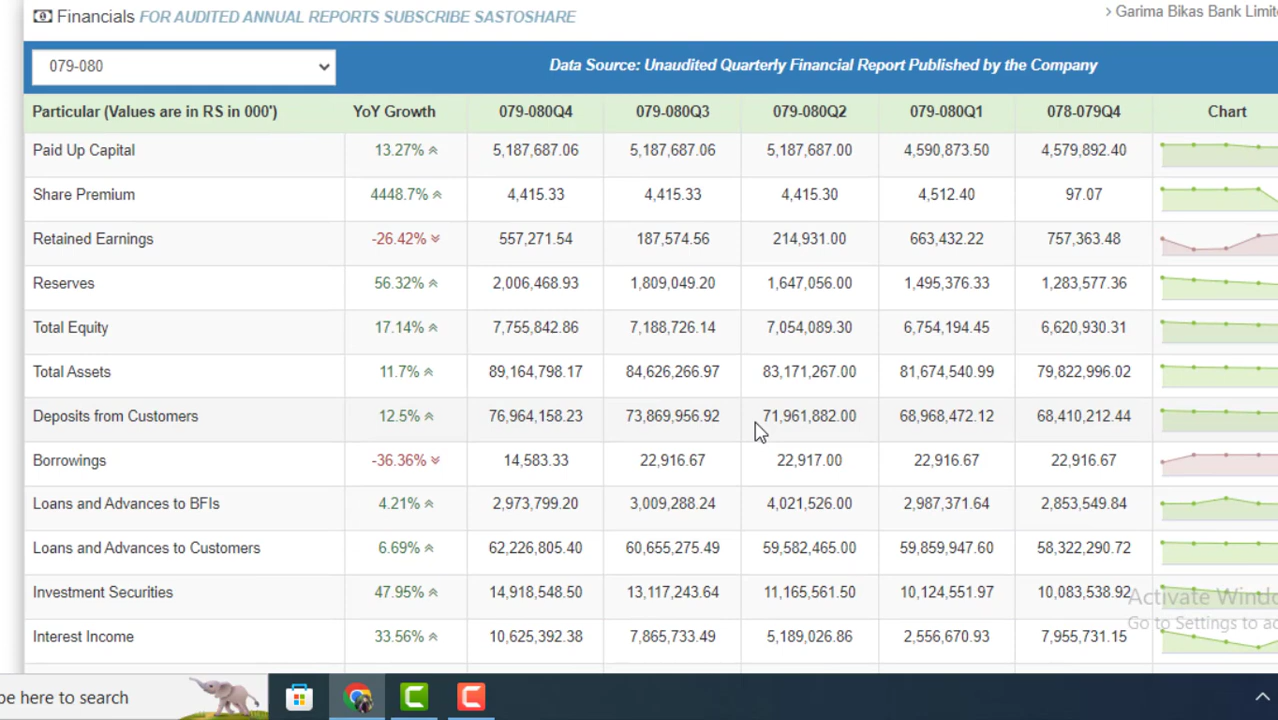 Financials FOR AUDITED ANNUAL REPORTS SUBSCRIBE SASTOSHARE
> Garima Bikas Bank Limit
079-080
Data Source: Unaudited Quarterly Financial Report Published by the Company
Particular (Values are in RS in 000') YoY Growth 079-080Q4 079-080Q3 079-080Q2 079-080Q1 078-079Q4 Chart
Paid Up Capital 13.27% 5,187,687.06 5,187,687.06 5,187,687.00 4,590,873.50 4,579,892.40
Share Premium 4448.7% 4,415.33 4,415.33 4,415.30 4,512.40 97.07
Retained Earnings -26.42% 557,271.54 187,574.56 214,931.00 663,432.22 757,363.48
Reserves 56.32% 2,006,468.93 1,809,049.20 1,647,056.00 1,495,376.33 1,283,577.36
Total Equity 17.14% 7,755,842.86 7,188,726.14 7,054,089.30 6,754,194.45 6,620,930.31
Total Assets 11.7% 89,164,798.17 84,626,266.97 83,171,267.00 81,674,540.99 79,822,996.02
Deposits from Customers 12.5% 76,964,158.23 73,869,956.92 71,961,882.00 68,968,472.12 68,410,212.44
Borrowings -36.36% 14,583.33 22,916.67 22,917.00 22,916.67 22,916.67
Loans and Advances to BFIs 4.21% 2,973,799.20 3,009,288.24 4,021,526.00 2,987,371.64 2,853,549.84
Loans and Advances to Customers 6.69% 62,226,805.40 60,655,275.49 59,582,465.00 59,859,947.60 58,322,290.72
Investment Securities 47.95% 14,918,548.50 13,117,243.64 11,165,561.50 10,124,551.97 10,083,538.92
Activate Windo
Go to Settings to ac
Interest Income 33.56% 10,625,392.38 7,865,733.49 5,189,026.86 2,556,670.93 7,955,731.15
pe here to search